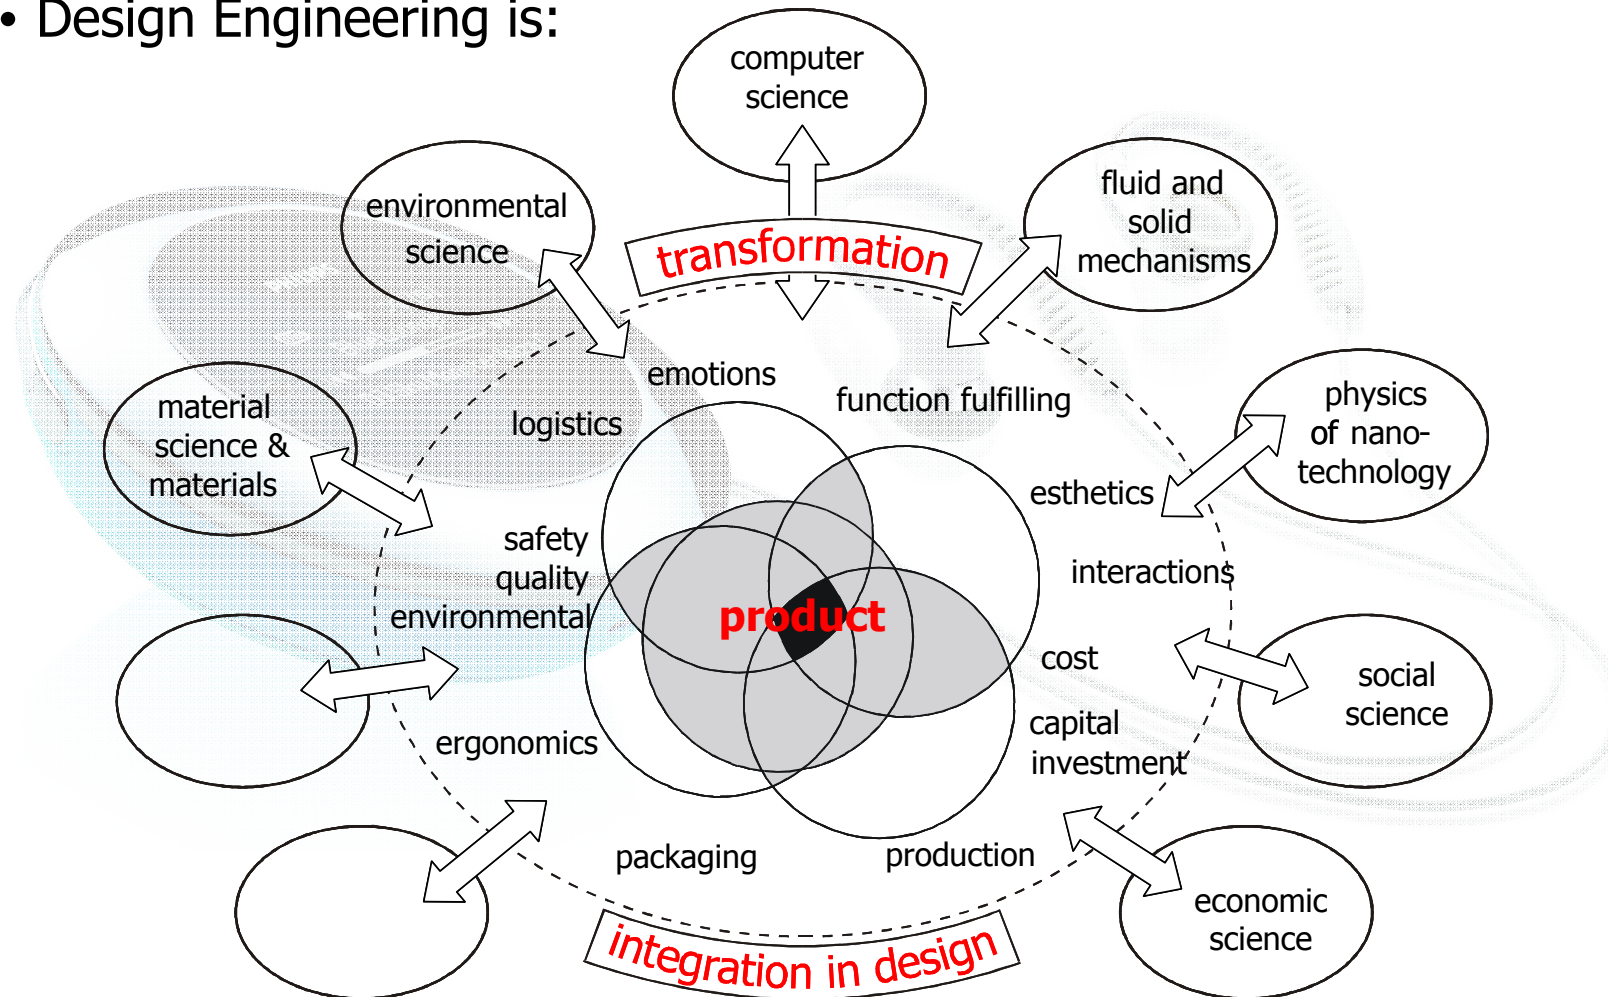 • Design Engineering is:
computer
science
fluid and
solid
mechanisms
environmental
science
transformation
physics
of nano-
technology
material
science &
materials
emotions
function fulfilling
logistics
esthetics
safety
quality
environmental
interactions
product
cost
social
science
capital
investment
ergonomics
packaging
production
economic
science
integration in design